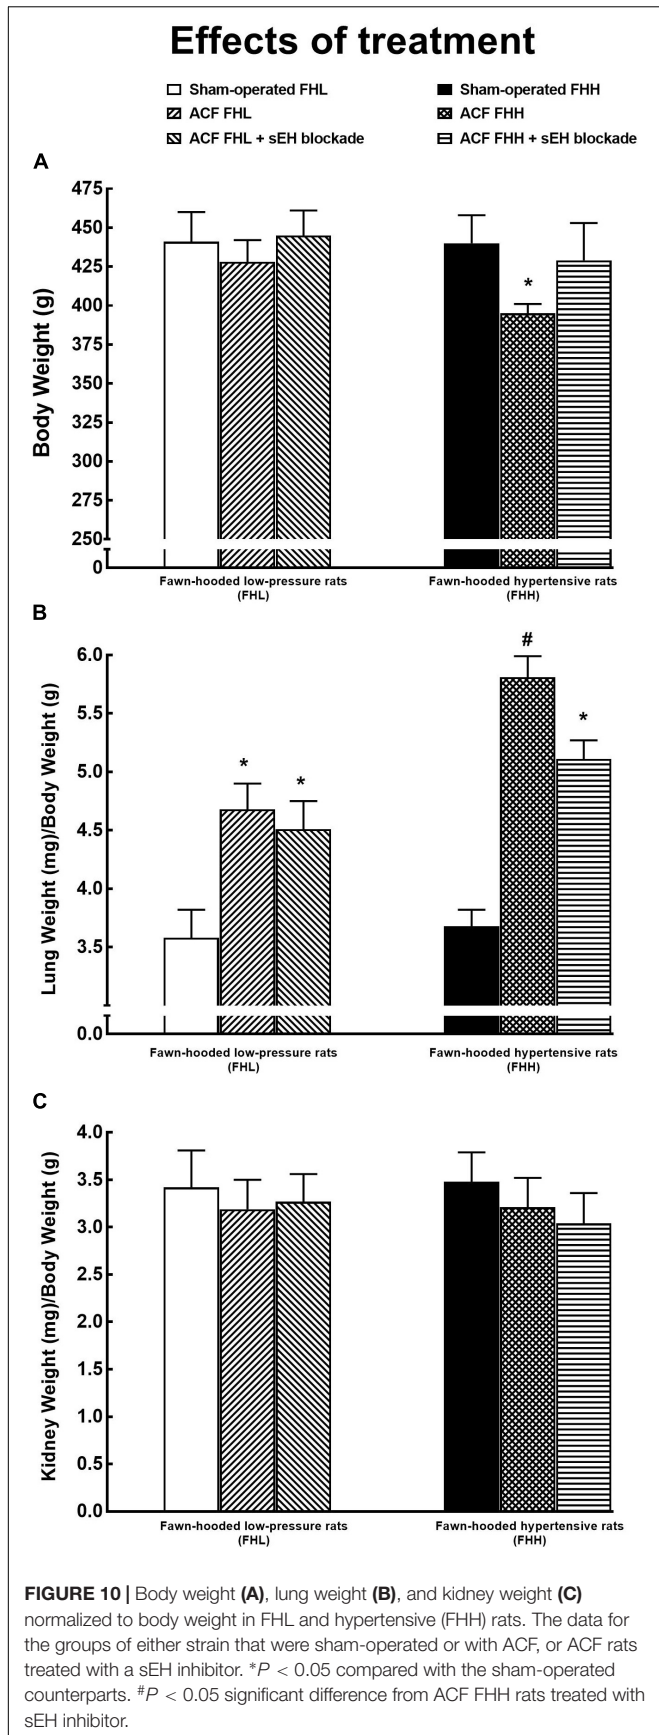 Effects of treatment
Sham-operated FHL
Sham-operated FHH
ACF FHL
ACF FHH
ACF FHL + sEH blockade
ACF FHH + sEH blockade
A
Body Weight (g)
475
450
425
400
375
350
325
300
275
250
0
*
Fawn-hooded low-pressure rats
(FHL)
Fawn-hooded hypertensive rats
(FHH)
B
Lung Weight (mg)/Body Weight (g)
6.0
5.5
5.0
4.5
4.0
3.5
0.0
*
*
#
*
Fawn-hooded low-pressure rats
(FHL)
Fawn-hooded hypertensive rats
(FHH)
C
Kidney Weight (mg)/Body Weight (g)
4.0
3.5
3.0
2.5
2.0
1.5
1.0
0.5
0.0
Fawn-hooded low-pressure rats
(FHL)
Fawn-hooded hypertensive rats
(FHH)
FIGURE 10 | Body weight (A), lung weight (B), and kidney weight (C)
normalized to body weight in FHL and hypertensive (FHH) rats. The data for
the groups of either strain that were sham-operated or with ACF, or ACF rats
treated with a sEH inhibitor. *P < 0.05 compared with the sham-operated
counterparts. #P < 0.05 significant difference from ACF FHH rats treated with
sEH inhibitor.